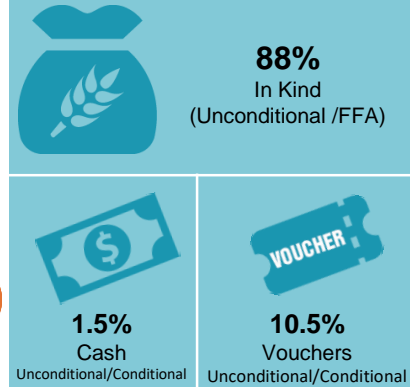 88%
In Kind
(Unconditional /FFA)
$
VOUCHER
1.5%
Cash
Unconditional/Conditional
10.5%
Vouchers
Unconditional/Conditional